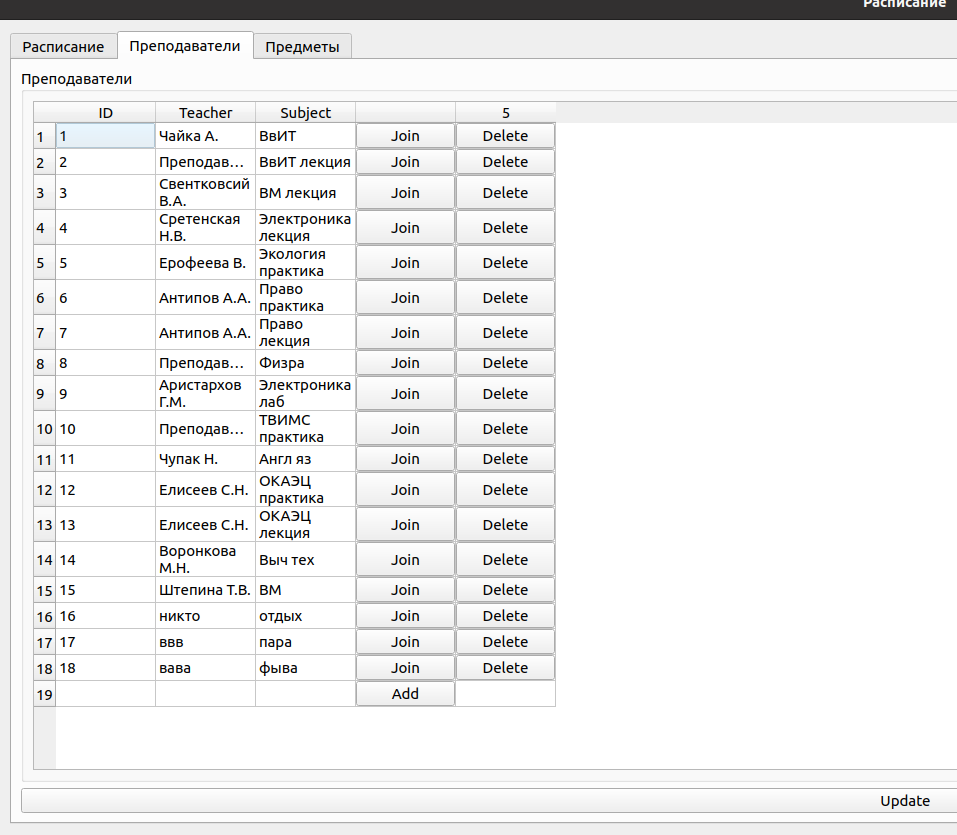 Расписание
Расписание Преподаватели Предметы
Преподаватели
ID Teacher Subject 5
1 1 Чайка А. ВвИТ Join Delete
2 2 Преподав... ВвИТ лекция Join Delete
3 3 Свентковсий В.А. ВМ лекция Join Delete
4 4 Сретенская Н.В. Электроника лекция Join Delete
5 5 Ерофеева В. Экология практика Join Delete
6 6 Антипов А.А. Право практика Join Delete
7 7 Антипов А.А. Право лекция Join Delete
8 8 Преподав... Физра Join Delete
9 9 Аристархов Г.М. Электроника лаб Join Delete
10 10 Преподав... ТВИМС практика Join Delete
11 11 Чупак Н. Англ яз Join Delete
12 12 Елисеев С.Н. ОКАЭЦ практика Join Delete
13 13 Елисеев С.Н. ОКАЭЦ лекция Join Delete
14 14 Воронкова М.Н. Выч тех Join Delete
15 15 Штепина Т.В. ВМ Join Delete
16 16 никто отдых Join Delete
17 17 ввв пара Join Delete
18 18 вава фыва Join Delete
19 Add
Update